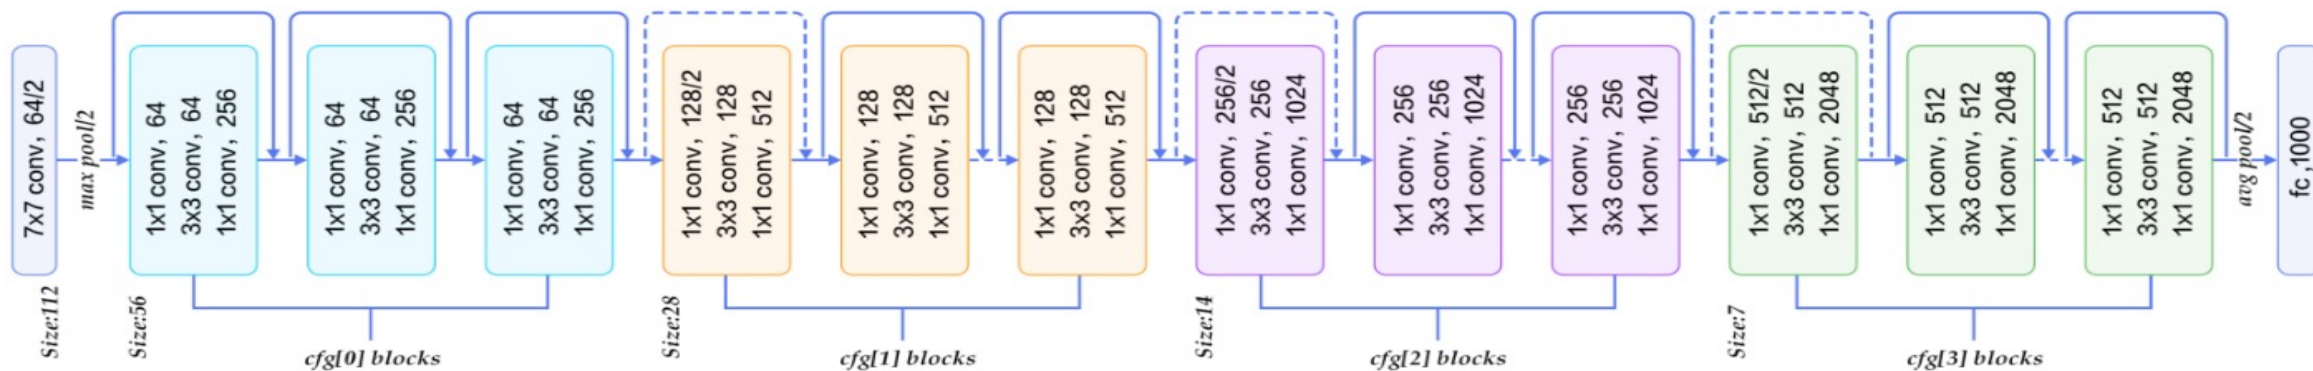 7x7 conv, 64/2
max pool/2
1x1 conv, 64
3x3 conv, 64
1x1 conv, 256
1x1 conv, 64
3x3 conv, 64
1x1 conv, 256
1x1 conv, 64
3x3 conv, 64
1x1 conv, 256
1x1 conv, 128/2
3x3 conv, 128
1x1 conv, 512
1x1 conv, 128
3x3 conv, 128
1x1 conv, 512
1x1 conv, 128
3x3 conv, 128
1x1 conv, 512
1x1 conv, 256/2
3x3 conv, 256
1x1 conv, 1024
1x1 conv, 256
3x3 conv, 256
1x1 conv, 1024
1x1 conv, 256
3x3 conv, 256
1x1 conv, 1024
1x1 conv, 512/2
3x3 conv, 512
1x1 conv, 2048
1x1 conv, 512
3x3 conv, 512
1x1 conv, 2048
1x1 conv, 512
3x3 conv, 512
1x1 conv, 2048
avg pool/2
fc ,1000
Size:112
Size:56
cfg[0] blocks
Size:28
cfg[1] blocks
Size:14
cfg[2] blocks
Size:7
cfg[3] blocks